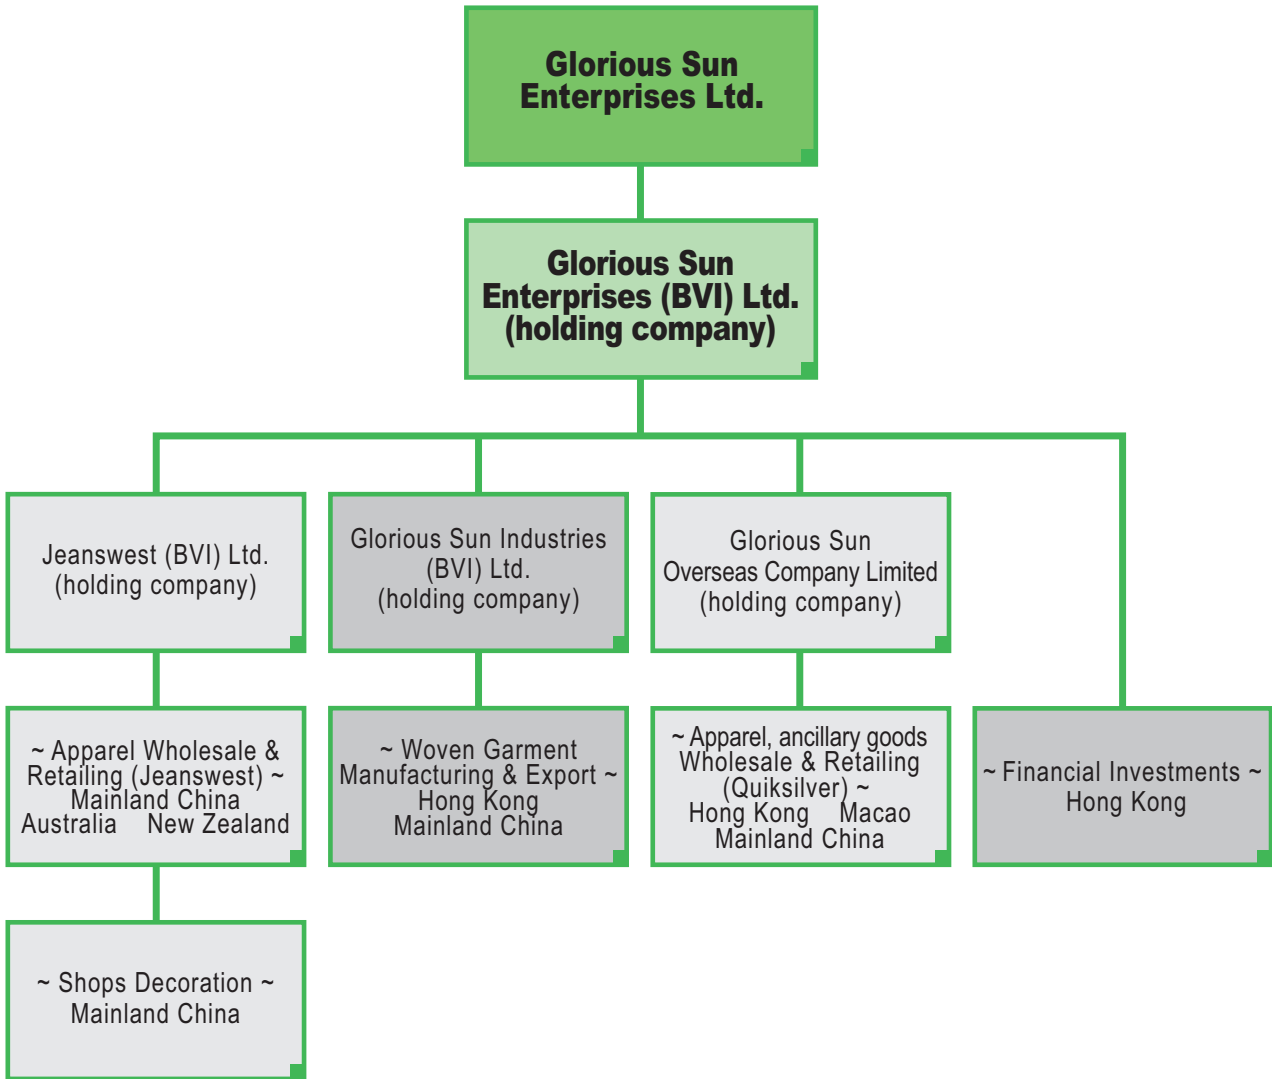 Glorious Sun
Enterprises Ltd.
Glorious Sun
Enterprises (BVI) Ltd.
(holding company)
Jeanswest (BVI) Ltd.
(holding company)
Glorious Sun Industries
(BVI) Ltd.
(holding company)
Glorious Sun
Overseas Company Limited
(holding company)
~ Apparel Wholesale &
Retailing (Jeanswest) ~
Mainland China
Australia New Zealand
~ Woven Garment
Manufacturing & Export ~
Hong Kong
Mainland China
~ Apparel, ancillary goods
Wholesale & Retailing
(Quiksilver) ~
Hong Kong Macao
Mainland China
~ Financial Investments ~
Hong Kong
~ Shops Decoration ~
Mainland China